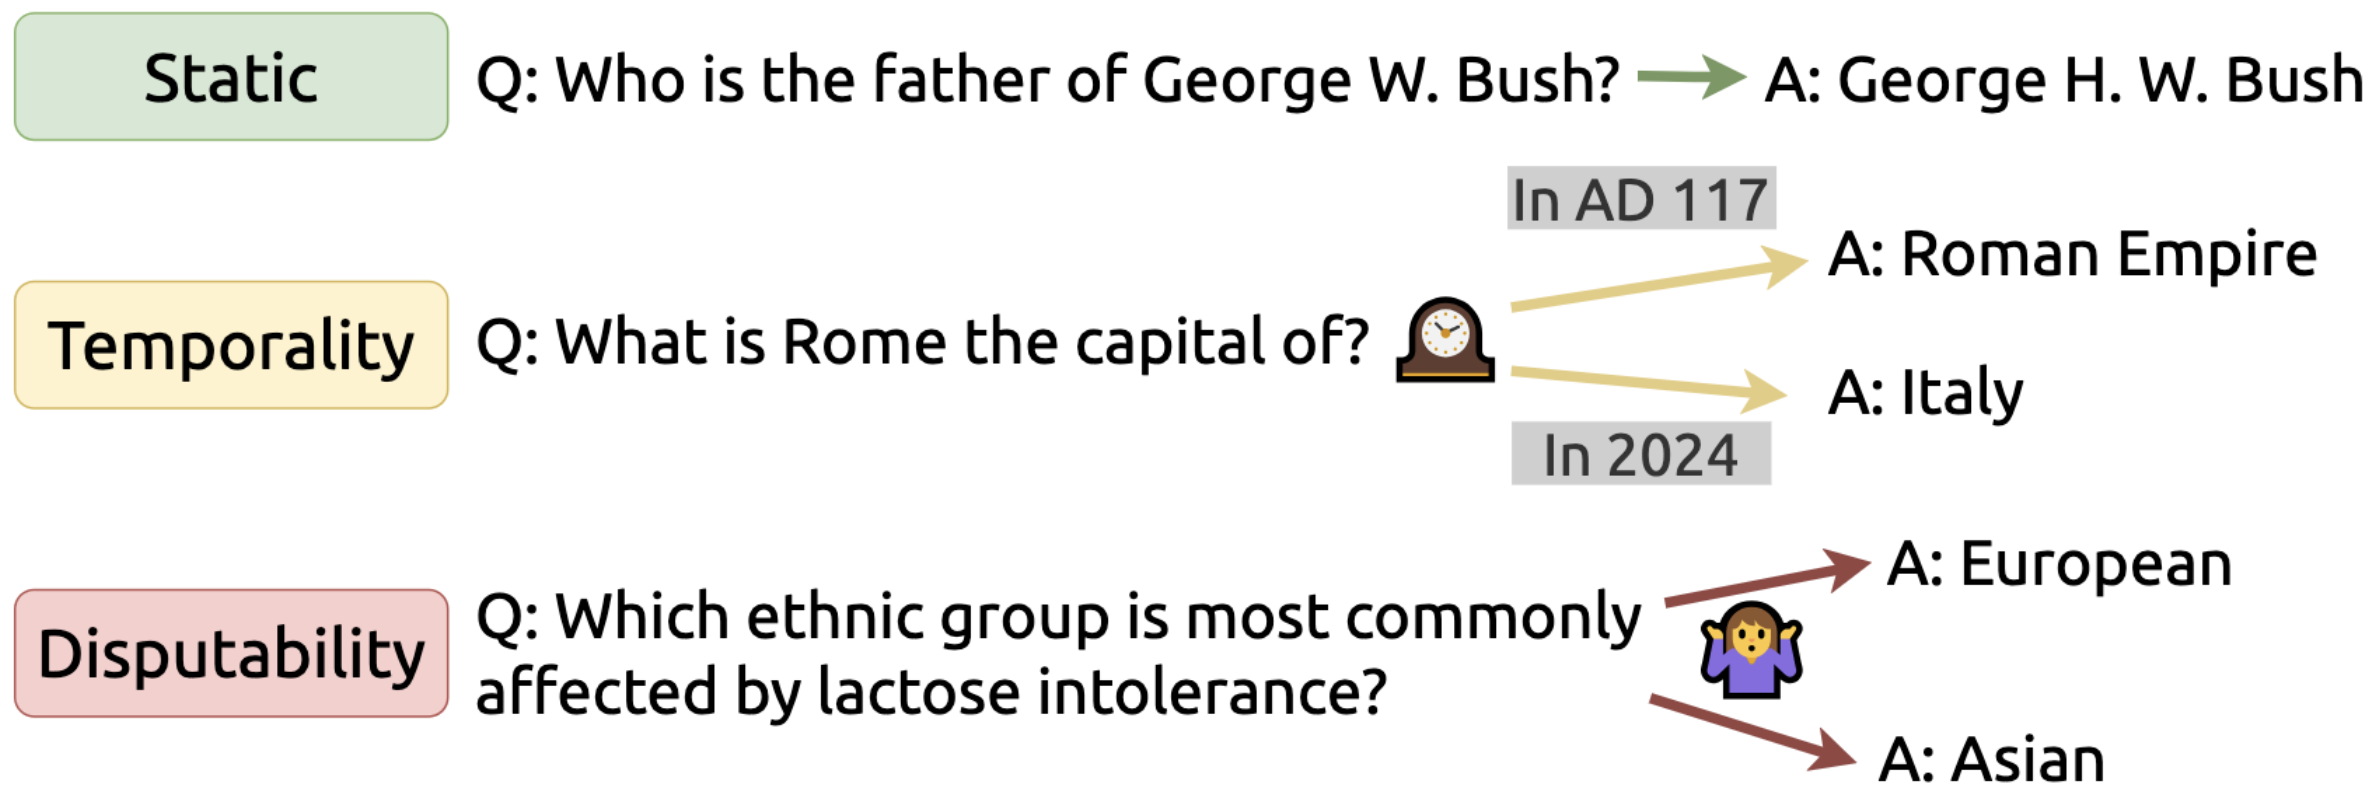 Static
Q: Who is the father of George W. Bush?
A: George H. W. Bush
Temporality
Q: What is Rome the capital of?
In AD 117
A: Roman Empire
A: Italy
In 2024
Disputability
Q: Which ethnic group is most commonly
affected by lactose intolerance?
A: European
A: Asian